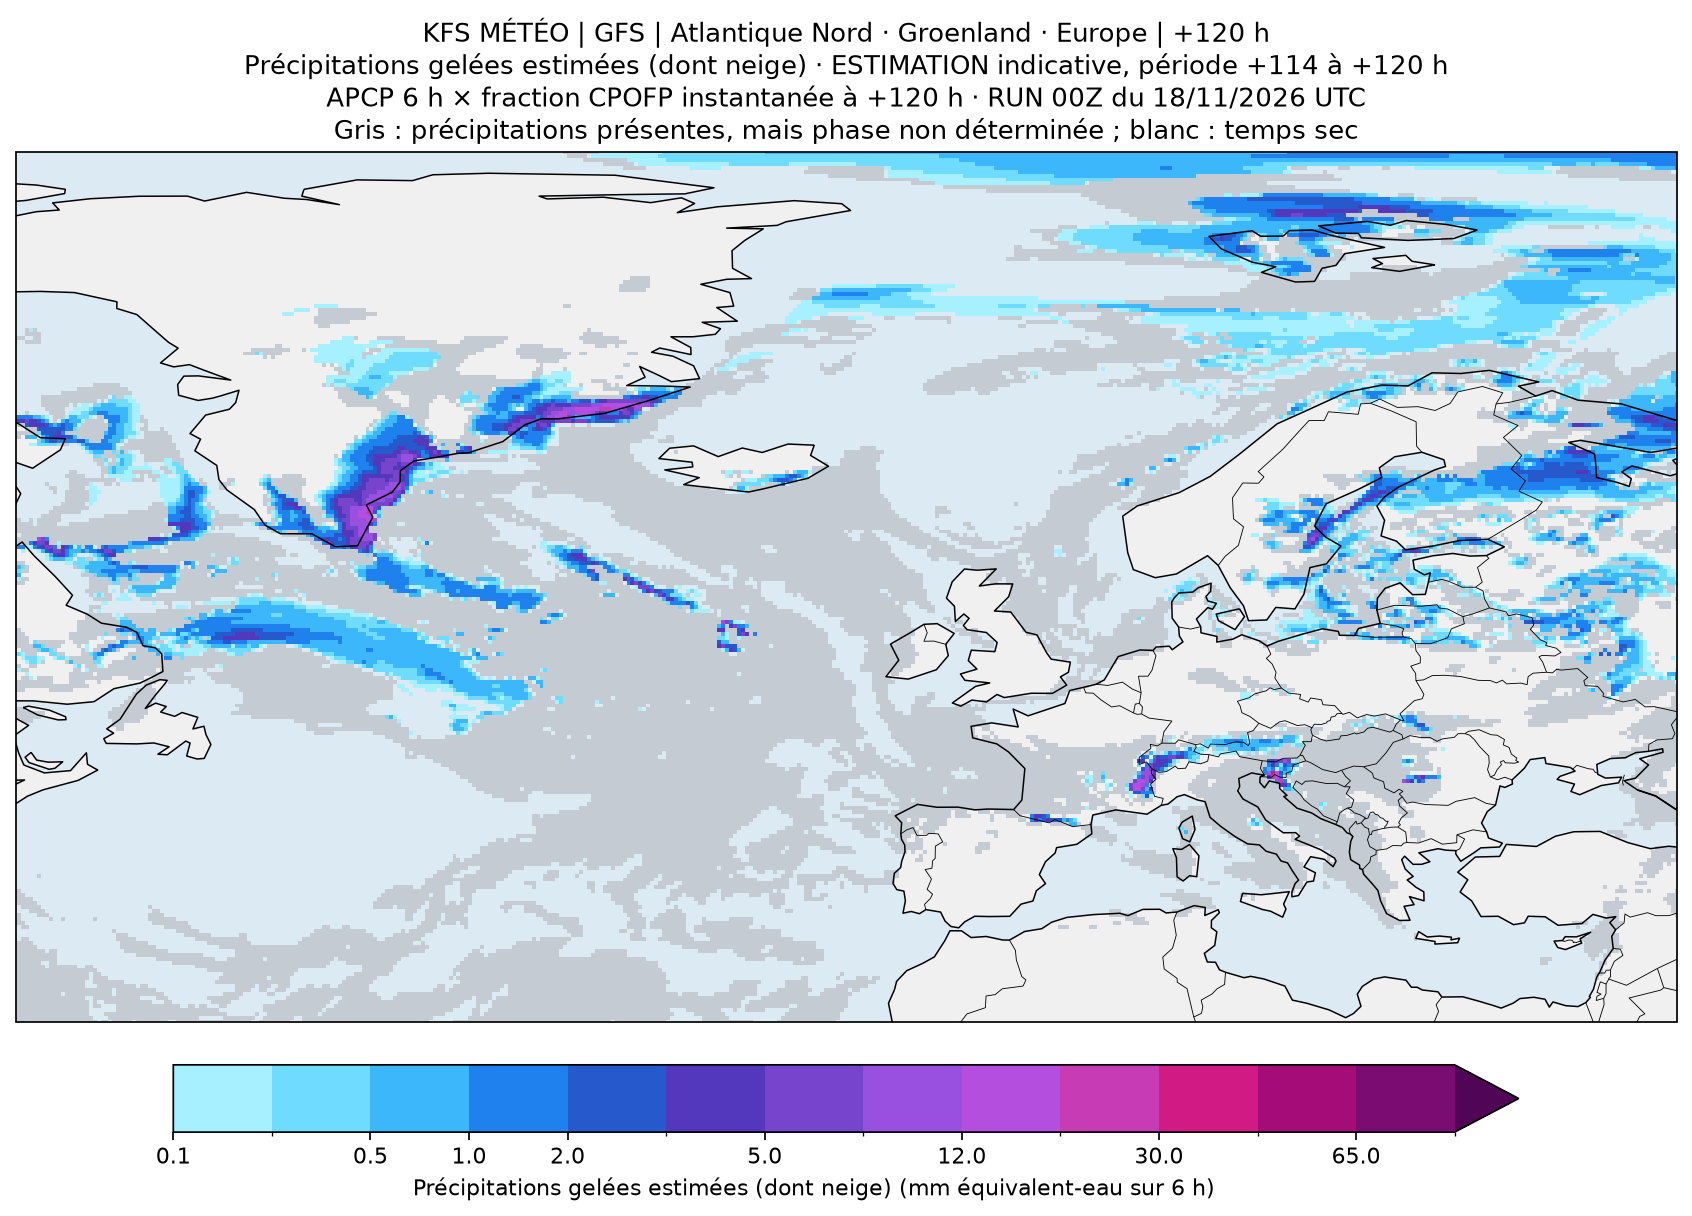 KFS MÉTÉO | GFS | Atlantique Nord · Groenland · Europe | +120 h
Précipitations gelées estimées (dont neige) · ESTIMATION indicative, période +114 à +120 h
APCP 6 h × fraction CPOFP instantanée à +120 h · RUN 00Z du 18/11/2026 UTC
Gris : précipitations présentes, mais phase non déterminée ; blanc : temps sec
0.1 0.5 1.0 2.0 5.0 12.0 30.0 65.0
Précipitations gelées estimées (dont neige) (mm équivalent-eau sur 6 h)